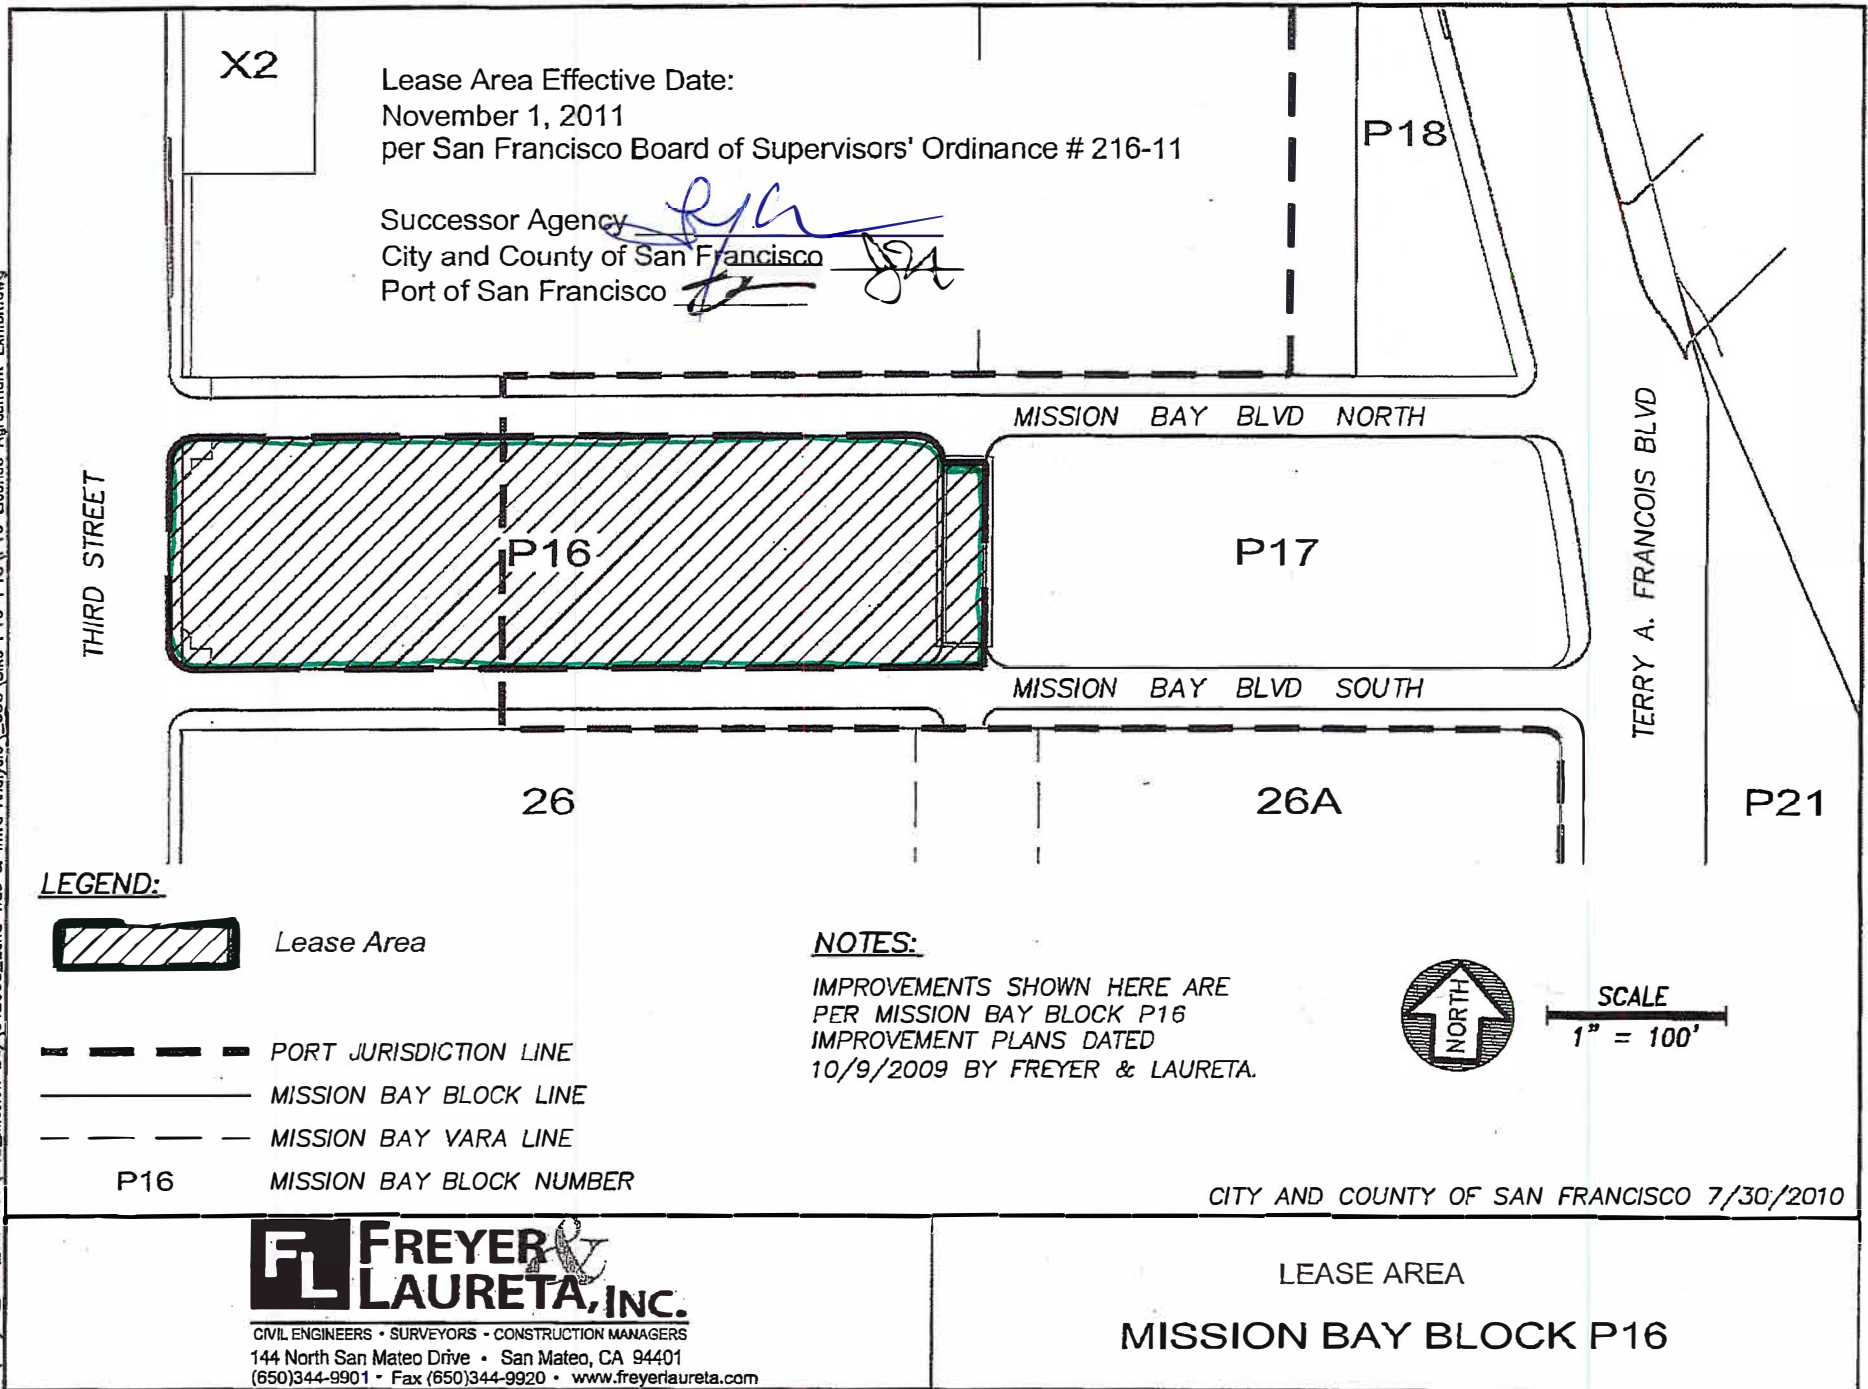 X2
Lease Area Effective Date:
November 1, 2011
per San Francisco Board of Supervisors' Ordinance # 216-11
Successor Agency
City and County of San Francisco
Port of San Francisco
P18
MISSION BAY BLVD NORTH
THIRD STREET
P16
P17
TERRY A. FRANCOIS BLVD
MISSION BAY BLVD SOUTH
26
26A
P21
LEGEND:
Lease Area
PORT JURISDICTION LINE
MISSION BAY BLOCK LINE
MISSION BAY VARA LINE
P16 MISSION BAY BLOCK NUMBER
NOTES:
IMPROVEMENTS SHOWN HERE ARE
PER MISSION BAY BLOCK P16
IMPROVEMENT PLANS DATED
10/9/2009 BY FREYER & LAURETA.
NORTH
SCALE
1" = 100'
CITY AND COUNTY OF SAN FRANCISCO 7/30/2010
FL FREYER &
LAURETA, INC.
CIVIL ENGINEERS • SURVEYORS • CONSTRUCTION MANAGERS
144 North San Mateo Drive • San Mateo, CA 94401
(650)344-9901 • Fax (650)344-9920 • www.freyerlaureta.com
LEASE AREA
MISSION BAY BLOCK P16